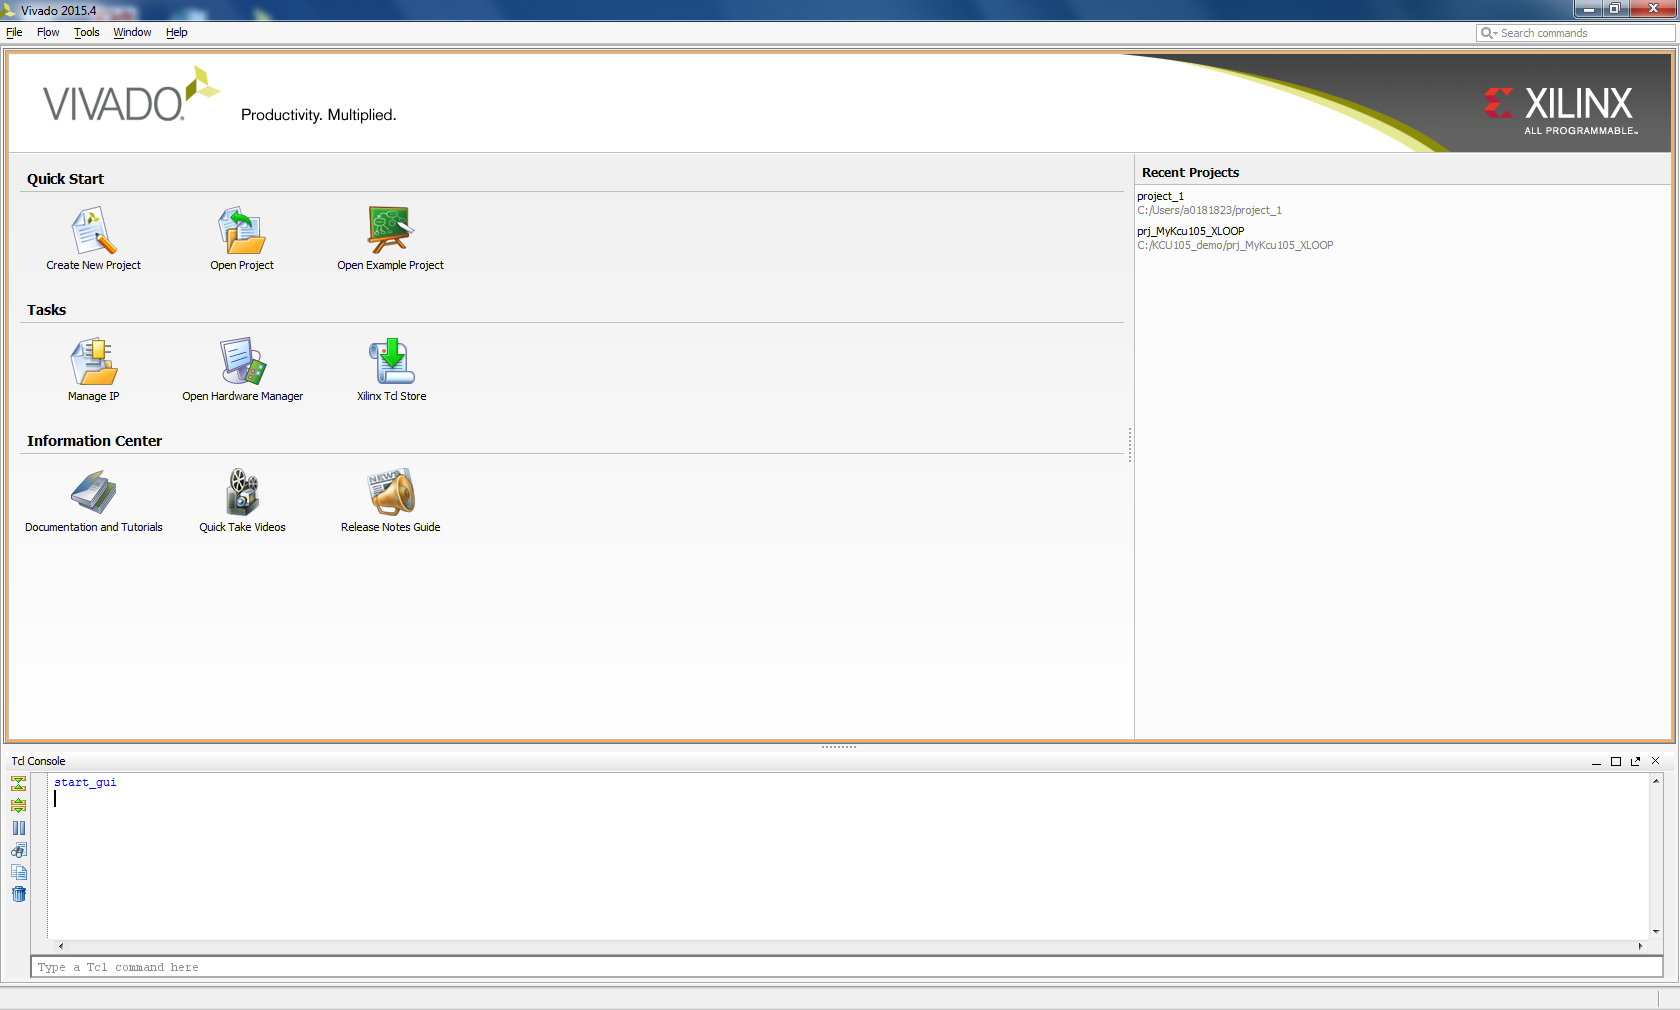 Vivado 2015.4
File Flow Tools Window Help
Search commands
VIVADO
Productivity. Multiplied.
XILINX
ALL PROGRAMMABLE™
Quick Start
Create New Project
Open Project
Open Example Project
Tasks
Manage IP
Open Hardware Manager
Xilinx Tcl Store
Information Center
Documentation and Tutorials
NEWS
Quick Take Videos
Release Notes Guide
Recent Projects
project_1
C:/Users/a0181823/project_1
prj_MyKcu105_XLOOP
C:/KCU105_demo/prj_MyKcu105_XLOOP
Tcl Console
start_gui
Type a Tcl command here